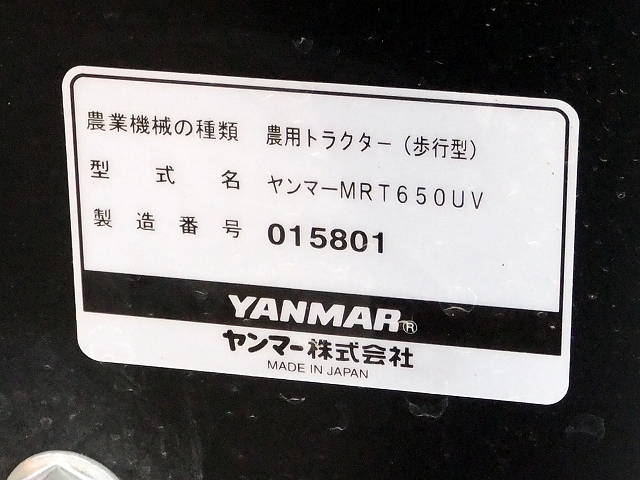 農業機械の種類 農用トラクター(歩行型)
型式名 ヤンマーMRT650UV
製造番号 015801
YANMAR®
ヤンマー株式会社
MADE IN JAPAN